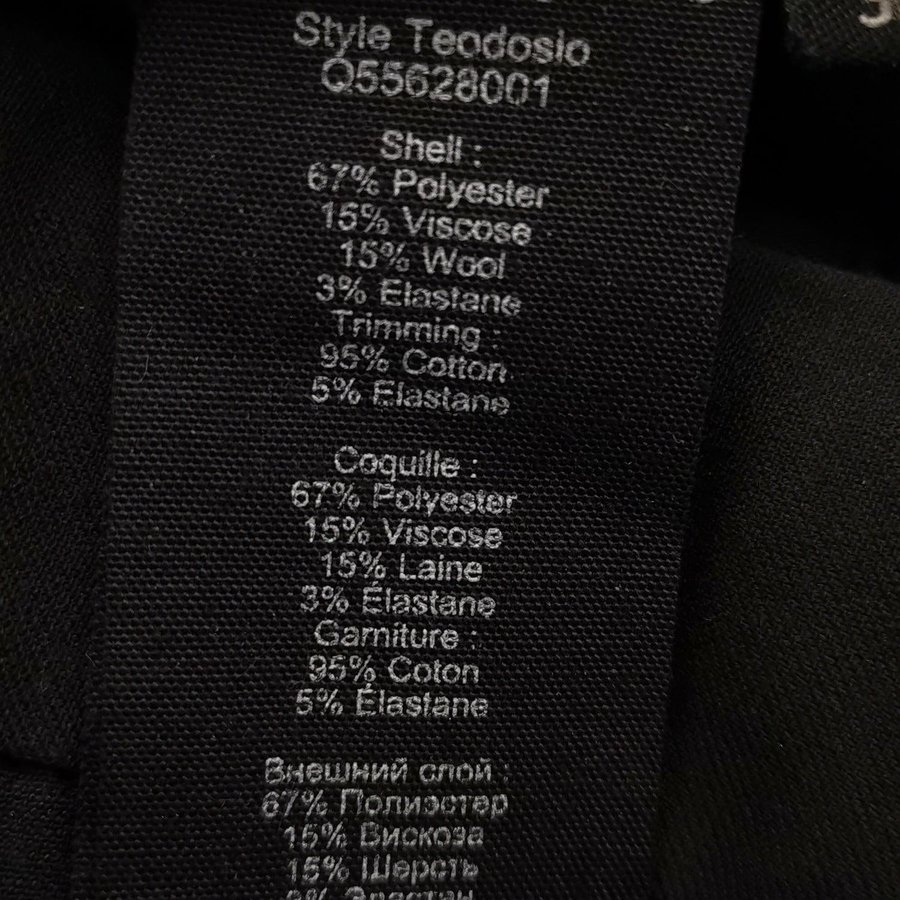 Style Teodosio
Q55628001
Shell :
67% Polyester
15% Viscose
15% Wool
3% Elastane
Trimming :
95% Cotton
5% Elastane
Coquille :
67% Polyester
15% Viscose
15% Laine
3% Élastane
Garniture :
95% Coton
5% Élastane
Внешний слой :
67% Полиэстер
15% Вискоза
15% Шерсть
3% Эластан